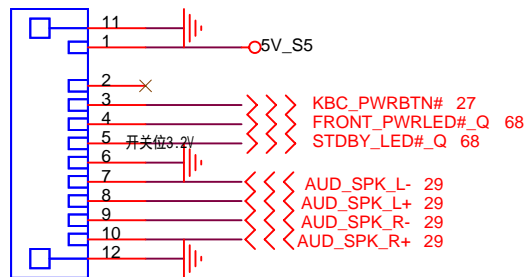 11
1 5V_S5
2
3 KBC_PWRBTN# 27
4 FRONT_PWRLED#_Q 68
5 开关位3.2V STDBY_LED#_Q 68
6
7 AUD_SPK_L- 29
8 AUD_SPK_L+ 29
9 AUD_SPK_R- 29
10 AUD_SPK_R+ 29
12